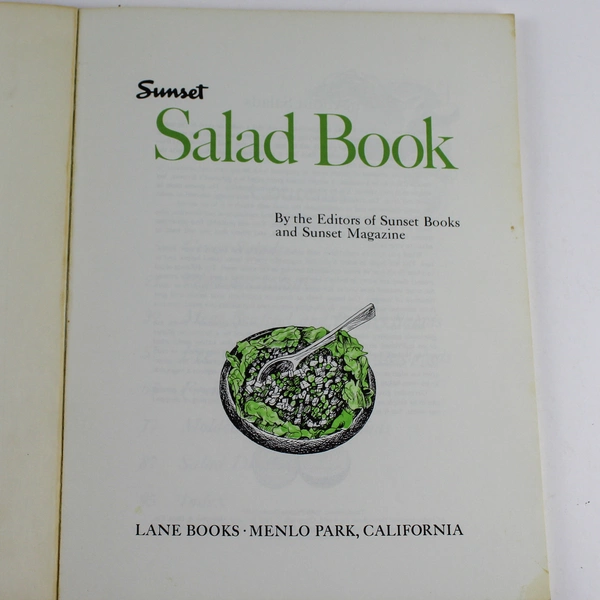 Sunset
Salad Book
By the Editors of Sunset Books
and Sunset Magazine
LANE BOOKS · MENLO PARK, CALIFORNIA